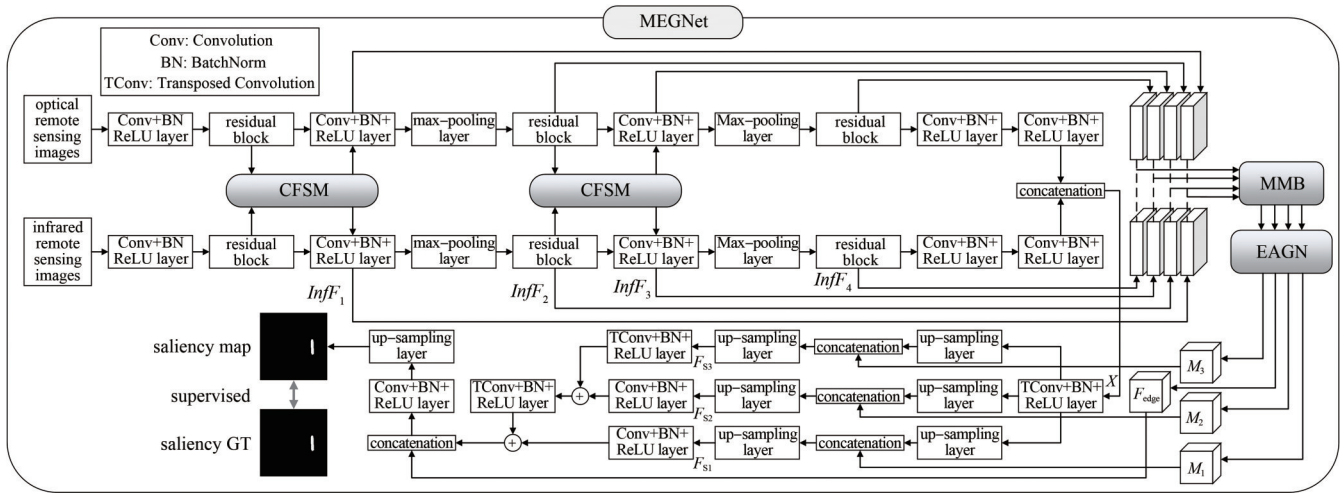 MEGNet
Conv: Convolution
BN: BatchNorm
TConv: Transposed Convolution
optical
remote
sensing
images
Conv+BN
ReLU layer
residual
block
Conv+BN+
ReLU layer
max-pooling
layer
residual
block
Conv+BN+
ReLU layer
Max-pooling
layer
residual
block
Conv+BN+
ReLU layer
Conv+BN+
ReLU layer
CFSM
CFSM
concatenation
MMB
infrared
remote
sensing
images
Conv+BN
ReLU layer
residual
block
Conv+BN+
ReLU layer
max-pooling
layer
residual
block
Conv+BN+
ReLU layer
Max-pooling
layer
residual
block
Conv+BN+
ReLU layer
Conv+BN+
ReLU layer
EAGN
InfF1
InfF2
InfF3
InfF4
saliency map
up-sampling
layer
TConv+BN+
ReLU layer
FS3
up-sampling
layer
concatenation
up-sampling
layer
M3
supervised
Conv+BN+
ReLU layer
TConv+BN+
ReLU layer
+
Conv+BN+
ReLU layer
FS2
up-sampling
layer
concatenation
up-sampling
layer
TConv+BN+
ReLU layer
X
Fedge
M2
saliency GT
concatenation
+
Conv+BN+
ReLU layer
FS1
up-sampling
layer
concatenation
up-sampling
layer
M1